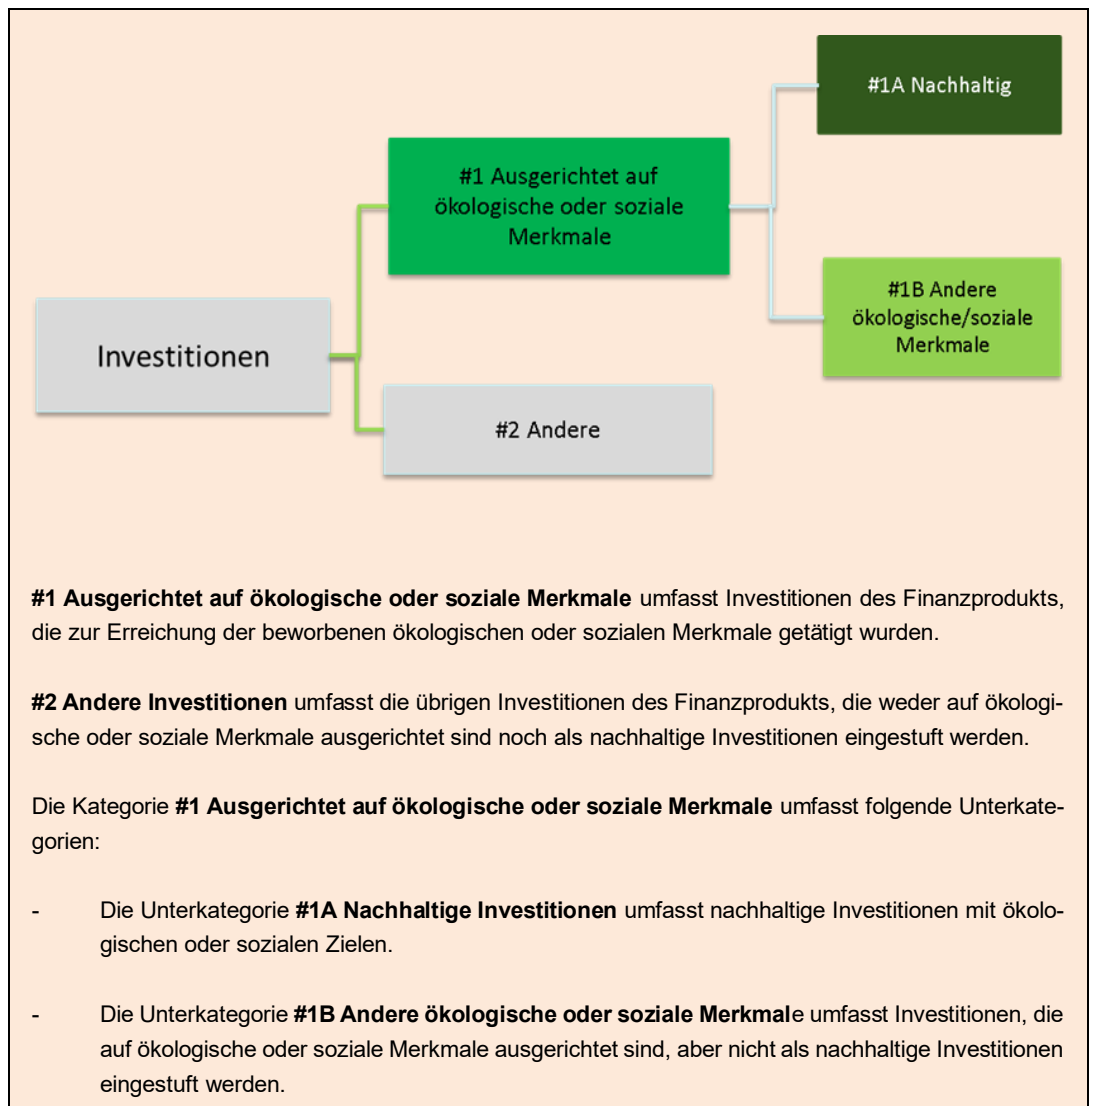 #1A Nachhaltig
#1 Ausgerichtet auf
ökologische oder soziale
Merkmale
#1B Andere
ökologische/soziale
Merkmale
Investitionen
#2 Andere
#1 Ausgerichtet auf ökologische oder soziale Merkmale umfasst Investitionen des Finanzprodukts,
die zur Erreichung der beworbenen ökologischen oder sozialen Merkmale getätigt wurden.
#2 Andere Investitionen umfasst die übrigen Investitionen des Finanzprodukts, die weder auf ökologi-
sche oder soziale Merkmale ausgerichtet sind noch als nachhaltige Investitionen eingestuft werden.
Die Kategorie #1 Ausgerichtet auf ökologische oder soziale Merkmale umfasst folgende Unterkate-
gorien:
- Die Unterkategorie #1A Nachhaltige Investitionen umfasst nachhaltige Investitionen mit ökolo-
gischen oder sozialen Zielen.
- Die Unterkategorie #1B Andere ökologische oder soziale Merkmale umfasst Investitionen, die
auf ökologische oder soziale Merkmale ausgerichtet sind, aber nicht als nachhaltige Investitionen
eingestuft werden.